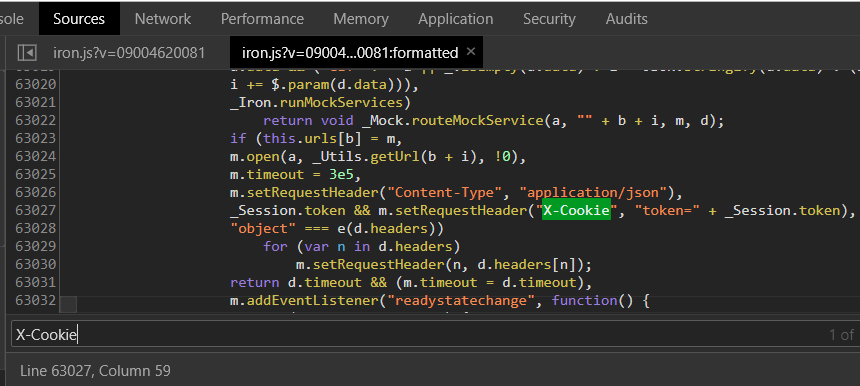 sole Sources Network Performance Memory Application Security Audits
iron.js?v=09004620081 iron.js?v=09004...0081:formatted ×
63020 i += $.param(d.data))),
63021 _Iron.runMockServices)
63022 return void _Mock.routeMockService(a, "" + b + i, m, d);
63023 if (this.urls[b] = m,
63024 m.open(a, _Utils.getUrl(b + i), !0),
63025 m.timeout = 3e5,
63026 m.setRequestHeader("Content-Type", "application/json"),
63027 _Session.token && m.setRequestHeader("X-Cookie", "token=" + _Session.token),
63028 "object" === e(d.headers))
63029 for (var n in d.headers)
63030 m.setRequestHeader(n, d.headers[n]);
63031 return d.timeout && (m.timeout = d.timeout),
63032 m.addEventListener("readystatechange", function() {
X-Cookie 1 of
Line 63027, Column 59